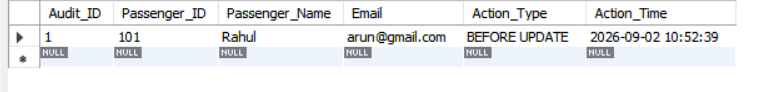 Audit_ID Passenger_ID Passenger_Name Email Action_Type Action_Time
1 101 Rahul arun@gmail.com BEFORE UPDATE 2026-09-02 10:52:39
NULL NULL NULL NULL NULL NULL